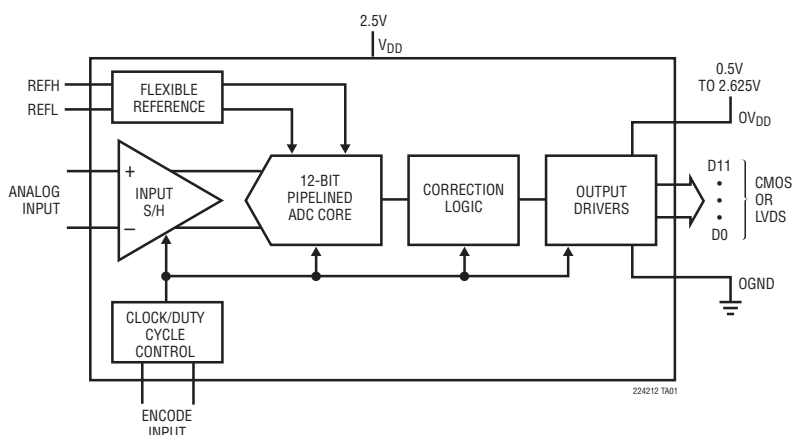 2.5V
VDD
REFH
REFL
FLEXIBLE
REFERENCE
0.5V
TO 2.625V
OVDD
ANALOG
INPUT
+
INPUT
S/H
–
12-BIT
PIPELINED
ADC CORE
CORRECTION
LOGIC
OUTPUT
DRIVERS
D11
•
•
•
D0
CMOS
OR
LVDS
OGND
CLOCK/DUTY
CYCLE
CONTROL
224212 TA01
ENCODE
INPUT